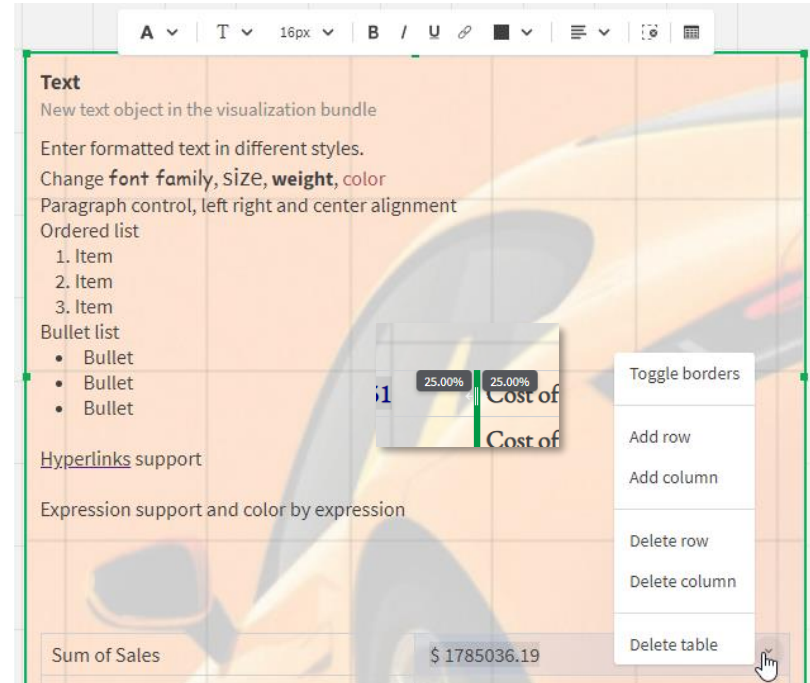 A T 16px B I U
Text
New text object in the visualization bundle
Enter formatted text in different styles.
Change font family, size, weight, color
Paragraph control, left right and center alignment
Ordered list
1. Item
2. Item
3. Item
Bullet list
• Bullet
• Bullet
• Bullet
Hyperlinks support
Expression support and color by expression
25.00% 25.00%
51 Cost of
Cost of
Toggle borders
Add row
Add column
Delete row
Delete column
Delete table
Sum of Sales $ 1785036.19